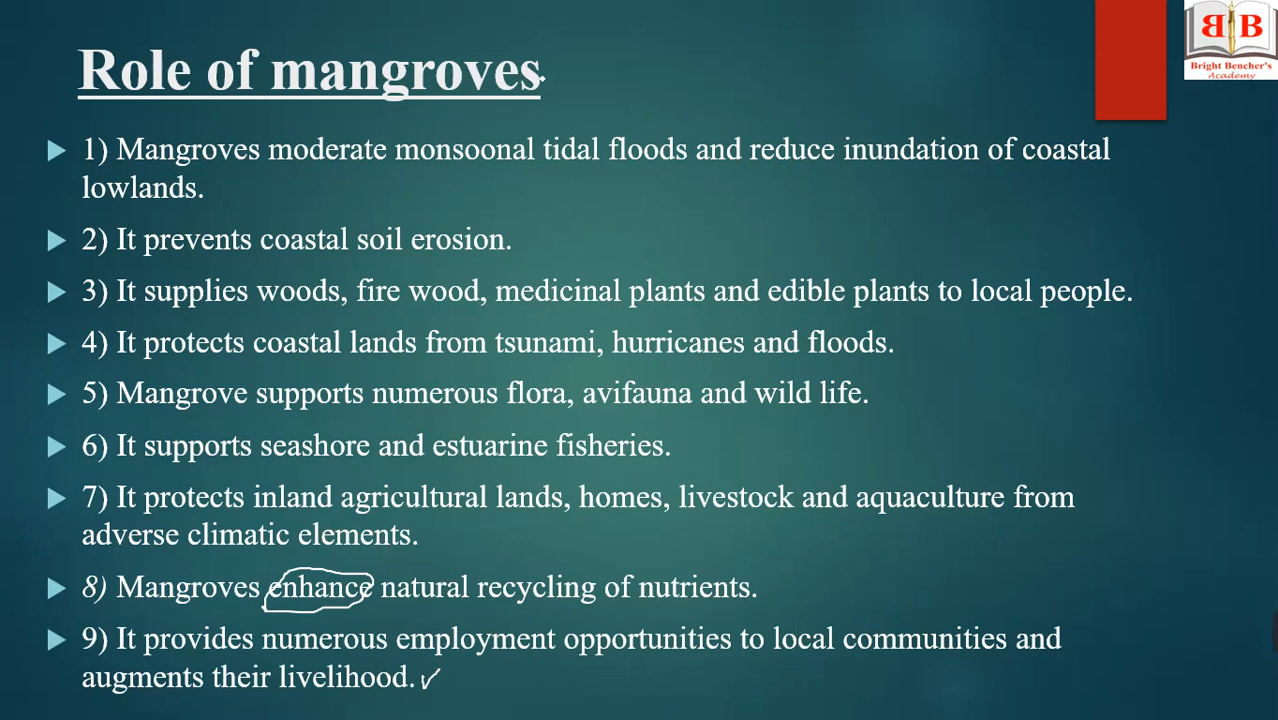 B B
Bright Bencher's
Academy
Role of mangroves
1) Mangroves moderate monsoonal tidal floods and reduce inundation of coastal
lowlands.
2) It prevents coastal soil erosion.
3) It supplies woods, fire wood, medicinal plants and edible plants to local people.
4) It protects coastal lands from tsunami, hurricanes and floods.
5) Mangrove supports numerous flora, avifauna and wild life.
6) It supports seashore and estuarine fisheries.
7) It protects inland agricultural lands, homes, livestock and aquaculture from
adverse climatic elements.
8) Mangroves enhance natural recycling of nutrients.
9) It provides numerous employment opportunities to local communities and
augments their livelihood.